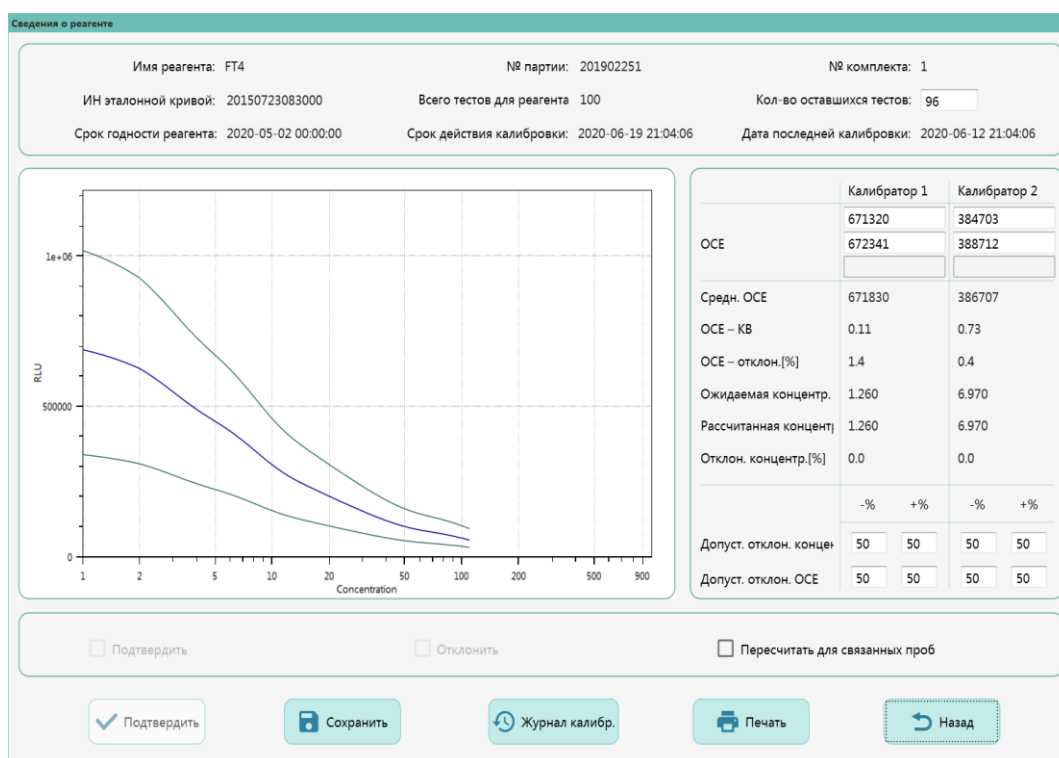 Сведения о реагенте
Имя реагента: FT4 № партии: 201902251 № комплекта: 1
ИН эталонной кривой: 20150723083000 Всего тестов для реагента 100 Кол-во оставшихся тестов: 96
Срок годности реагента: 2020-05-02 00:00:00 Срок действия калибровки: 2020-06-19 21:04:06 Дата последней калибровки: 2020-06-12 21:04:06
1e+06
RLU
500000
0
1 2 5 10 20 50 100 200 500 900
Concentration
Калибратор 1 Калибратор 2
671320 384703
ОСЕ 672341 388712
Средн. ОСЕ 671830 386707
ОСЕ – КВ 0.11 0.73
ОСЕ – отклон.[%] 1.4 0.4
Ожидаемая концентр. 1.260 6.970
Рассчитанная концент 1.260 6.970
Отклон. концентр.[%] 0.0 0.0
-% +% -% +%
Допуст. отклон. концен 50 50 50 50
Допуст. отклон. ОСЕ 50 50 50 50
Подтвердить Отклонить Пересчитать для связанных проб
Подтвердить Сохранить Журнал калибр. Печать Назад